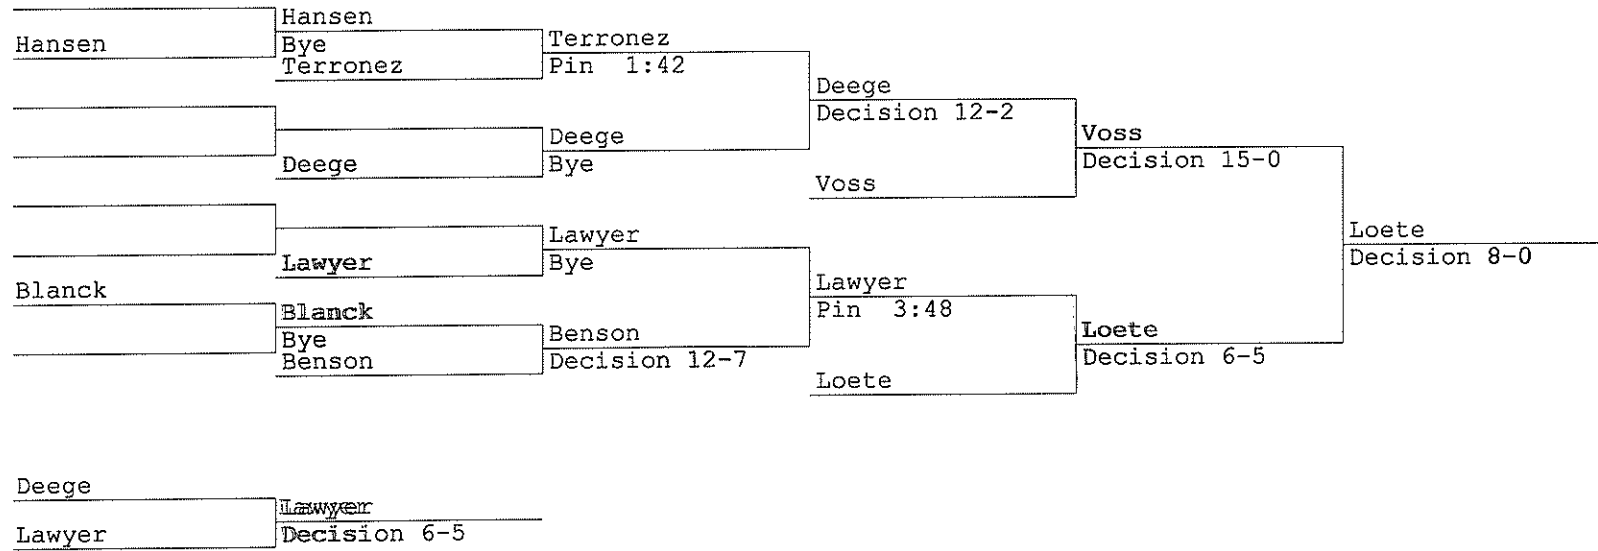 Hansen
Hansen
Bye
Terronez
Terronez
Pin 1:42
Deege
Deege
Bye
Deege
Decision 12-2
Voss
Voss
Decision 15-0
Lawyer
Lawyer
Bye
Blanck
Blanck
Bye
Benson
Benson
Decision 12-7
Lawyer
Pin 3:48
Loete
Loete
Decision 6-5
Loete
Decision 8-0
Deege
Lawyer
Lawyer
Decision 6-5